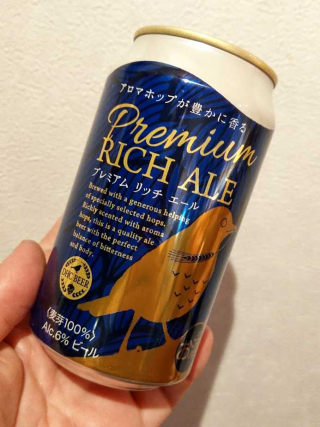 アロマホップが豊かに香る
Premium
RICH ALE
プレミアム リッチ エール
Brewed with a generous helping
of specially selected hops.
Richly scented with aroma
hops, this is a quality ale
beer with the perfect
balance of bitterness
and body.
DHC BEER
〈麦芽100%〉
Alc.6% ビール